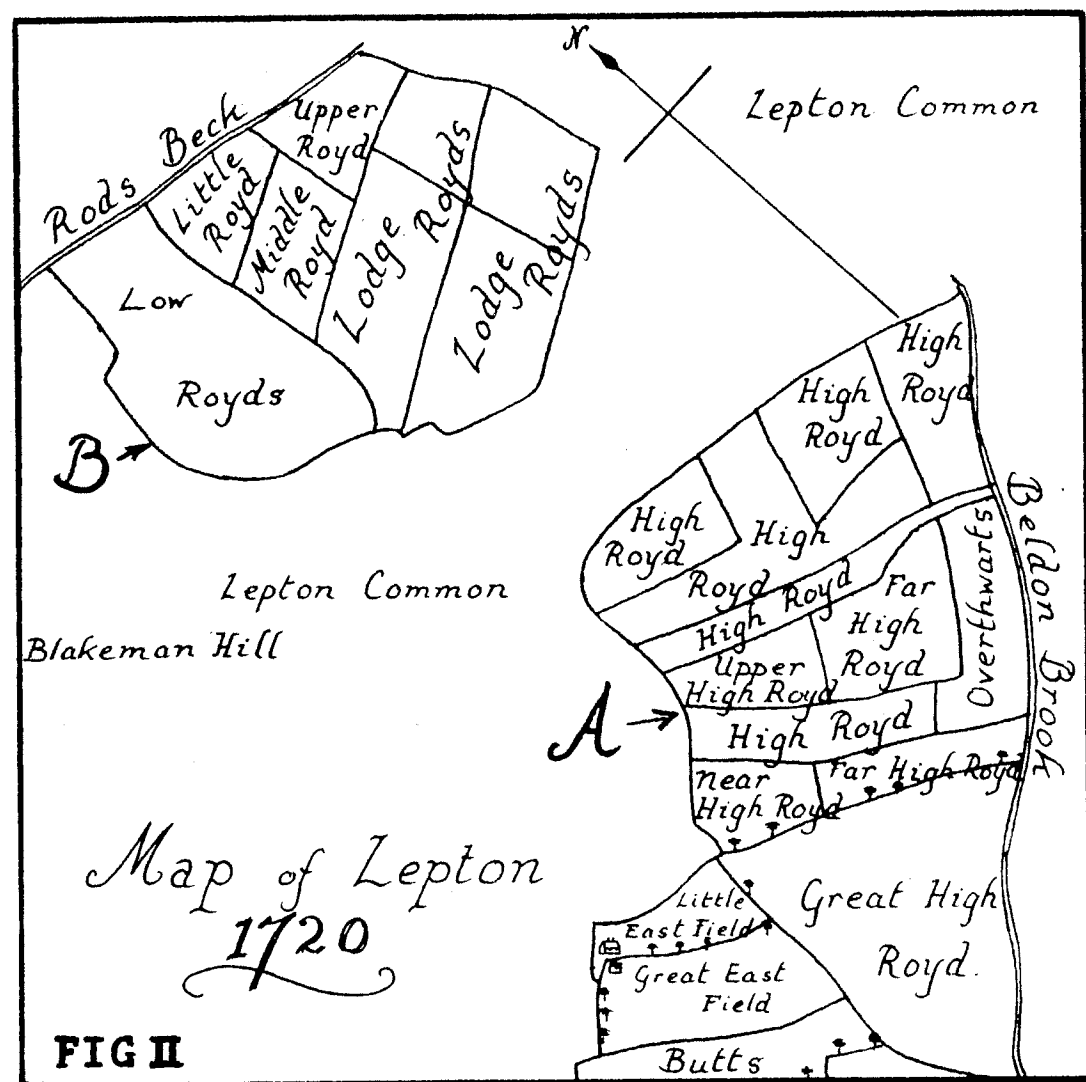 N
Lepton Common
Rods Beck
Upper
Royd
Little
Royd
Middle
Royd
Lodge Royds
Lodge Royds
Low
Royds
B
High
Royd
High
Royd
High
Royd
High
Royd
High Royd
Far
High
Royd
Upper
High Royd
Overthwarts
Beldon Brook
Lepton Common
Blakeman Hill
A
High Royd
Near
High Royd
Far High Royd
Map of Lepton
1720
Little
East Field
Great High
Royd.
Great East
Field
Butts
FIG II